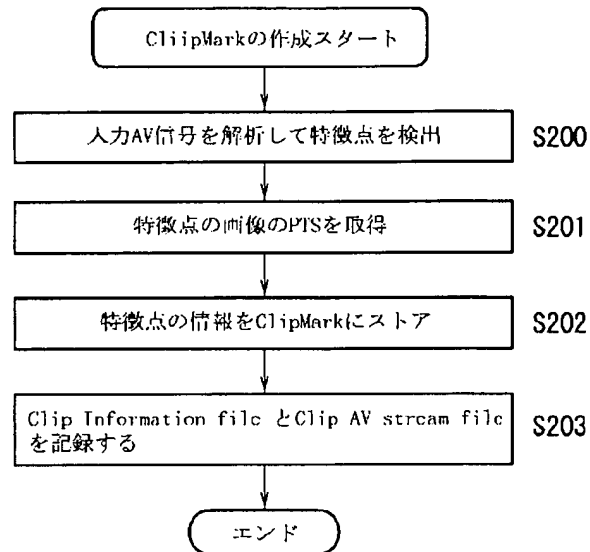 CliipMarkの作成スタート
入力AV信号を解析して特徴点を検出
S200
特徴点の画像のPTSを取得
S201
特徴点の情報をClipMarkにストア
S202
Clip Information file とClip AV stream file
を記録する
S203
エンド